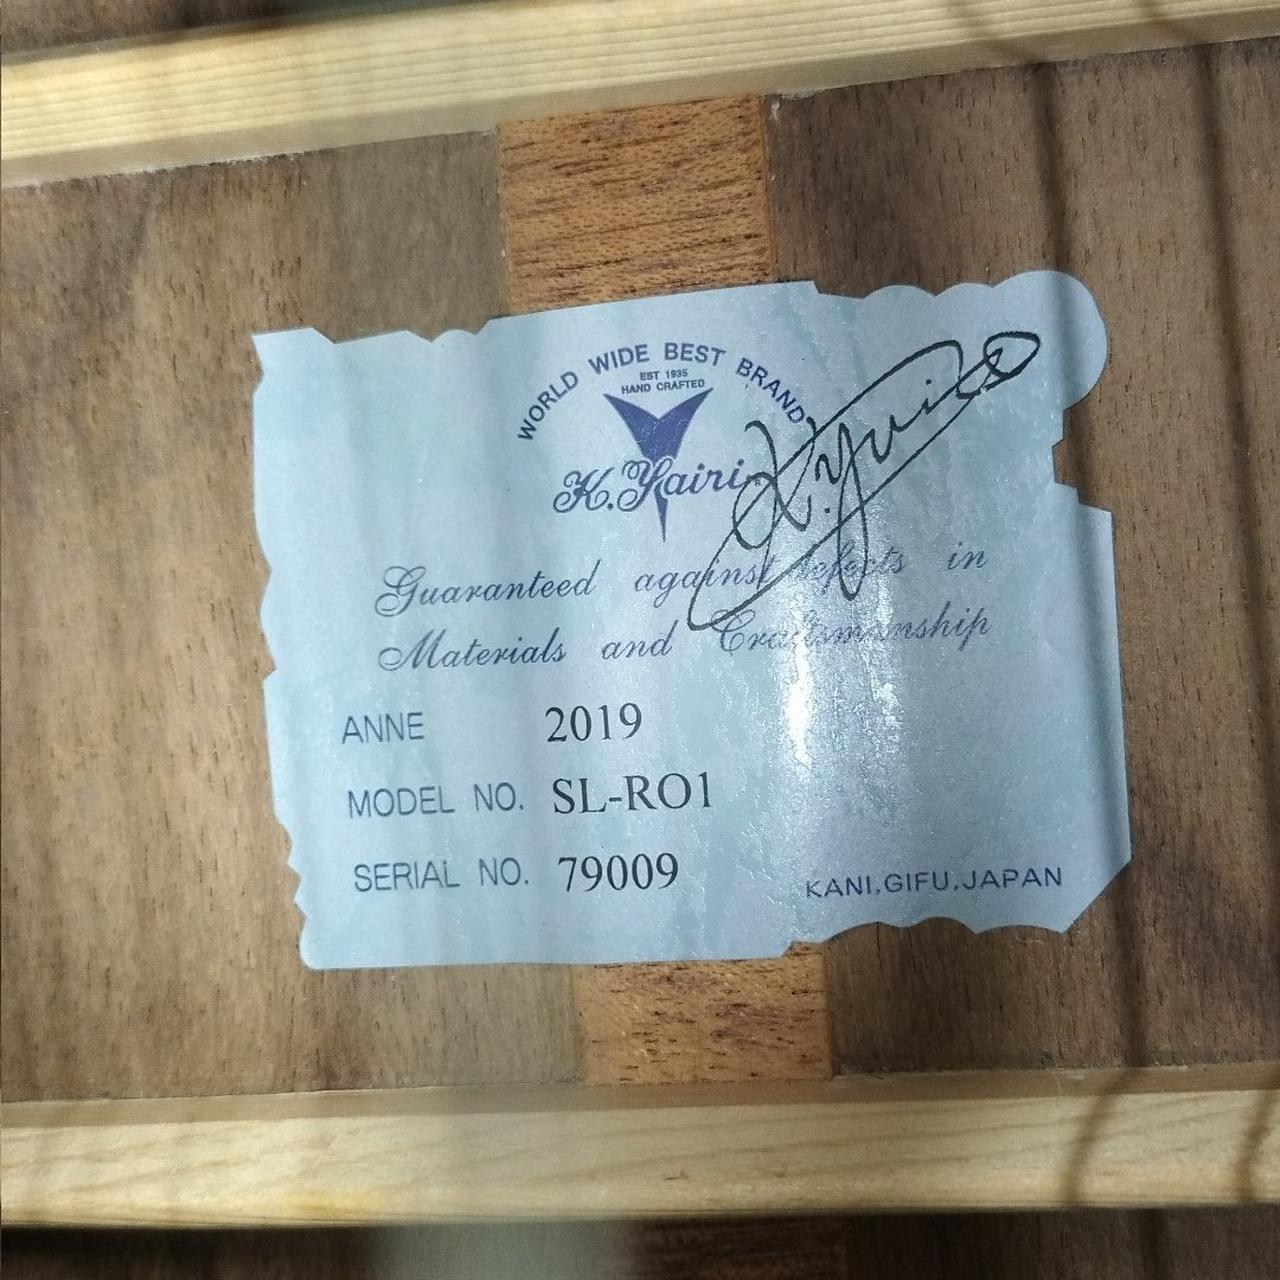 WORLD WIDE BEST BRAND
EST 1935
HAND CRAFTED
K.Yairi
K.Yairi
Guaranteed against defects in
Materials and Craftsmanship
ANNE 2019
MODEL NO. SL-RO1
SERIAL NO. 79009
KANI,GIFU,JAPAN